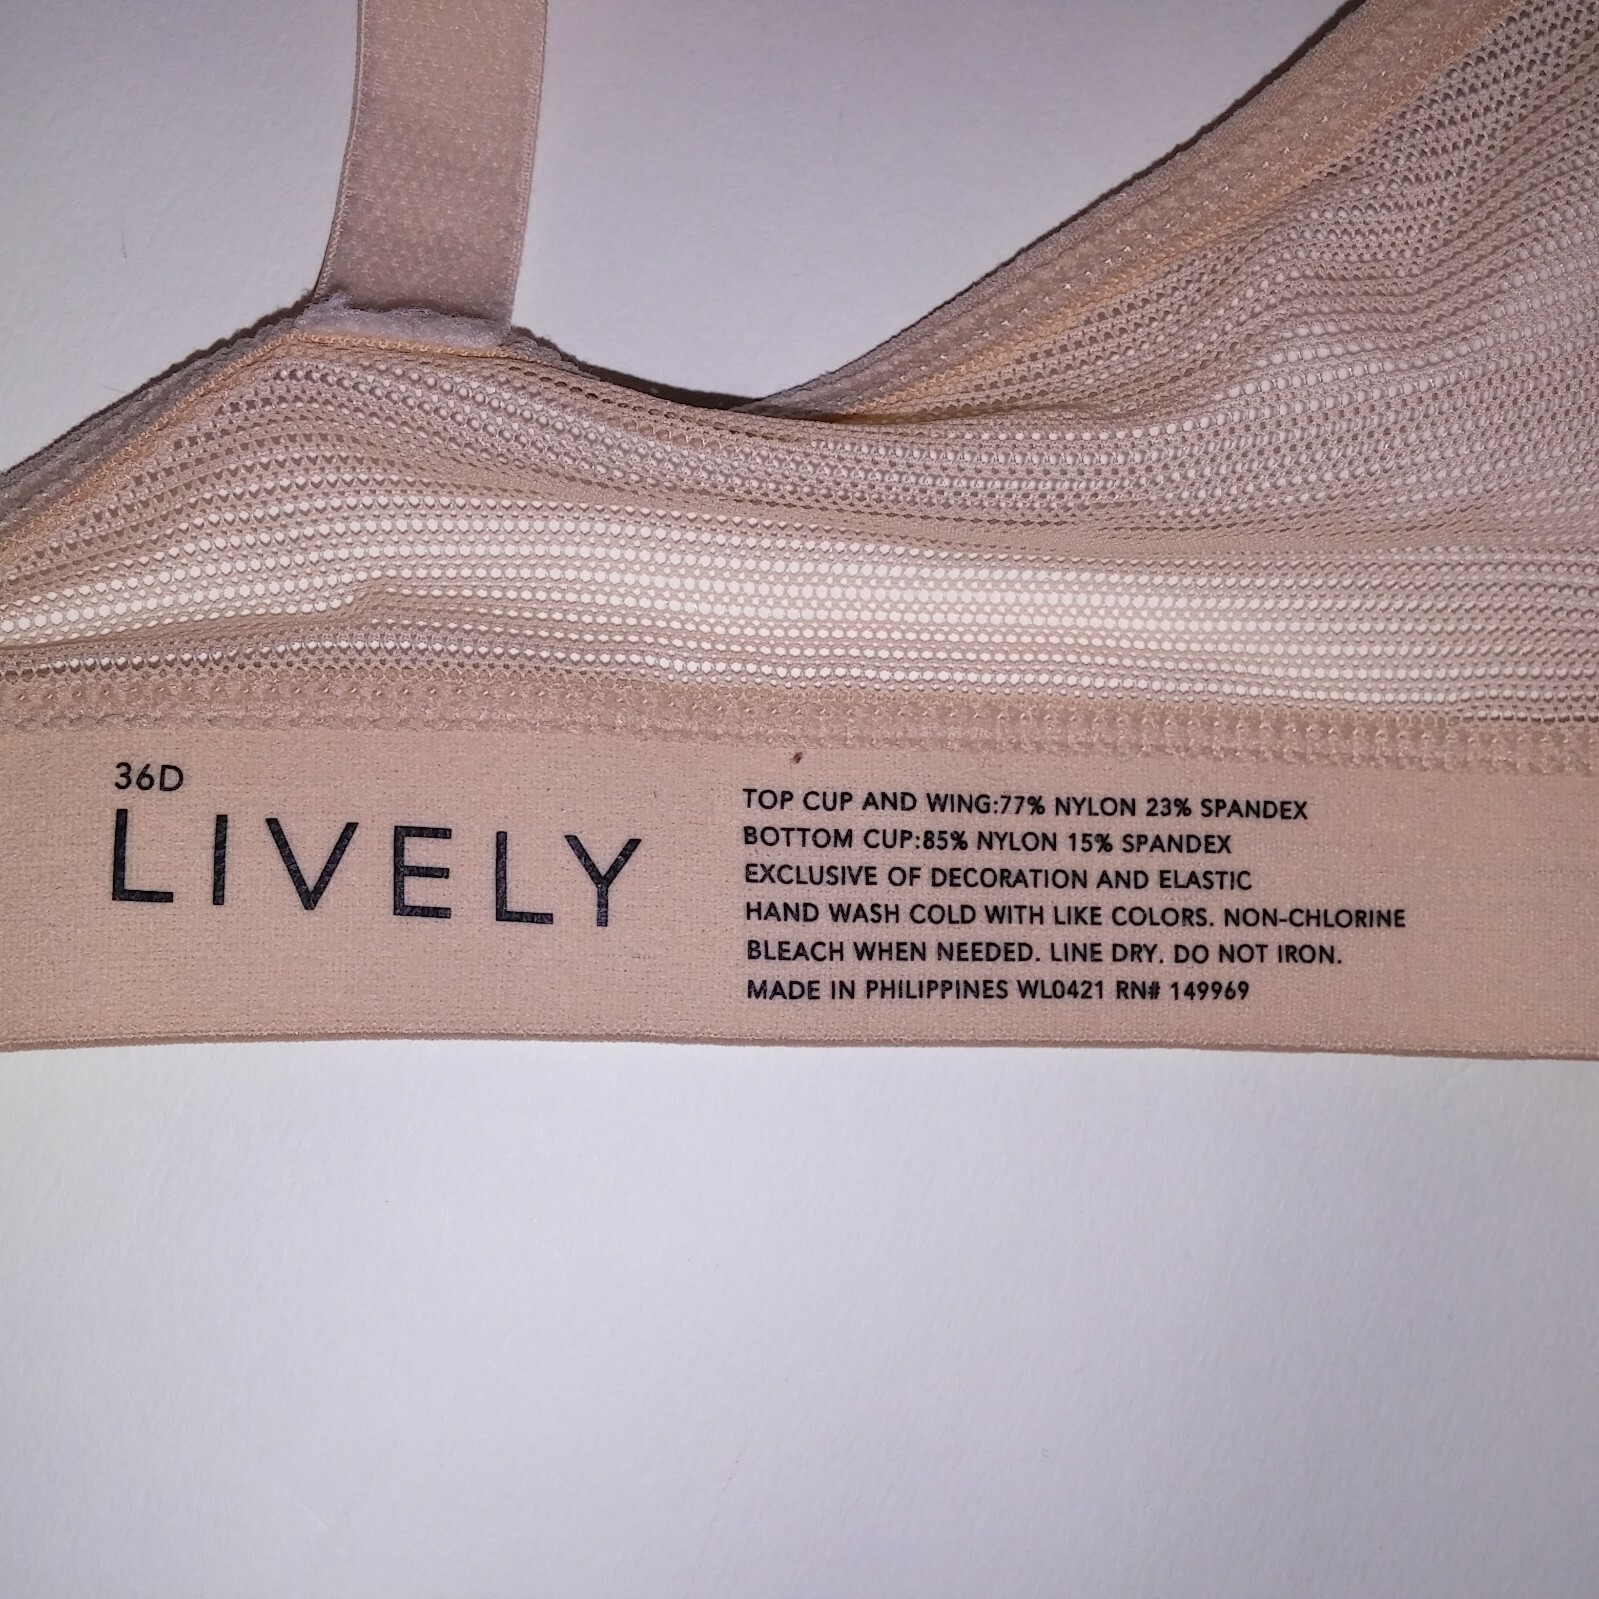 36D
LIVELY
TOP CUP AND WING:77% NYLON 23% SPANDEX
BOTTOM CUP:85% NYLON 15% SPANDEX
EXCLUSIVE OF DECORATION AND ELASTIC
HAND WASH COLD WITH LIKE COLORS. NON-CHLORINE
BLEACH WHEN NEEDED. LINE DRY. DO NOT IRON.
MADE IN PHILIPPINES WL0421 RN# 149969